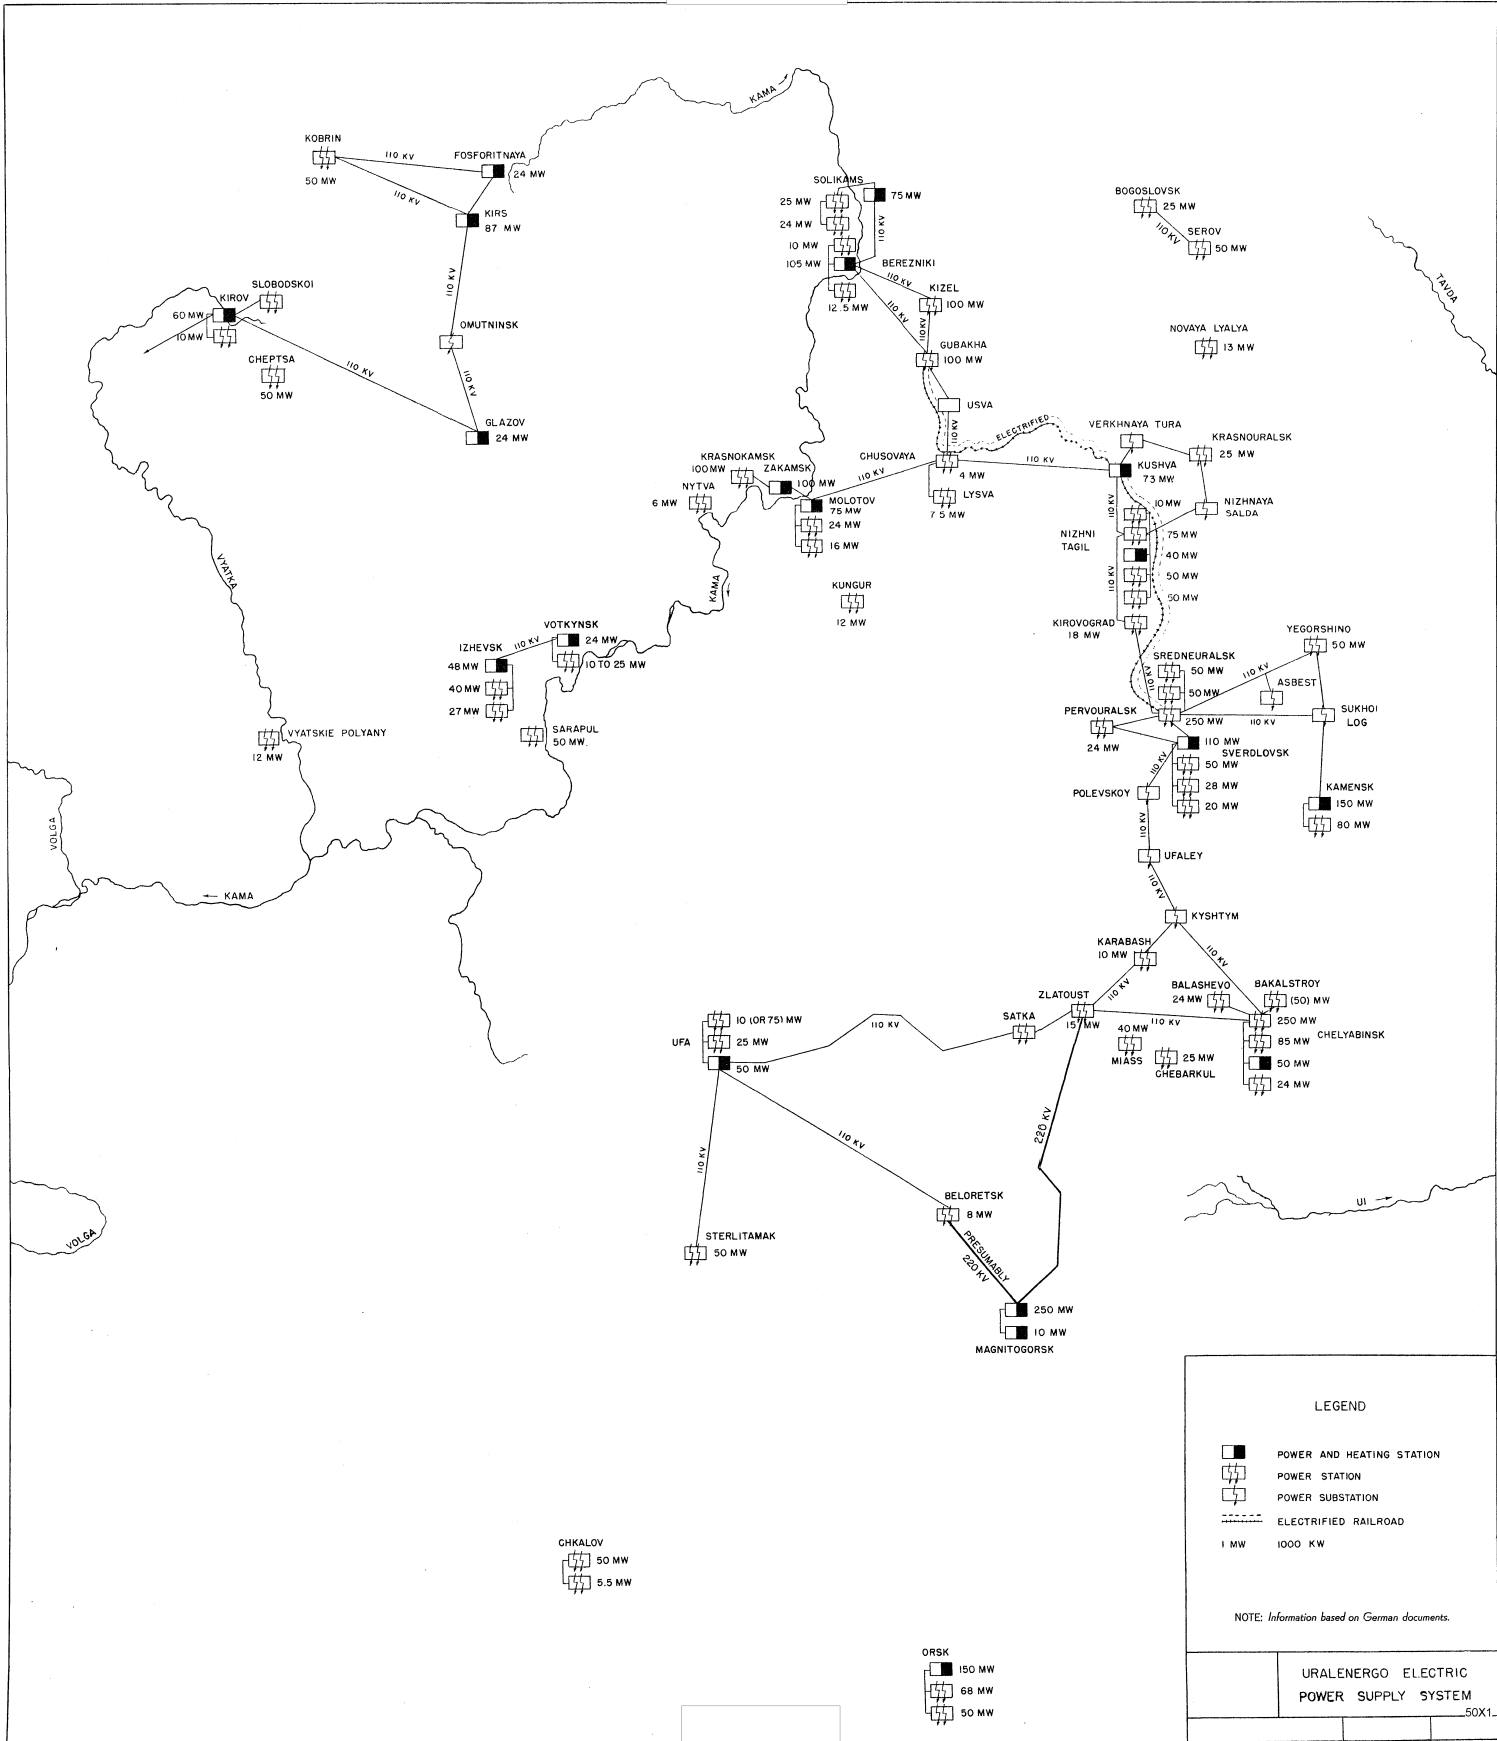 KAMA
KOBRIN
50 MW
110 KV
FOSFORITNAYA
24 MW
110 KV
KIRS
87 MW
110 KV
SLOBODSKOI
KIROV
60 MW
10 MW
OMUTNINSK
CHEPTSA
50 MW
110 KV
110 KV
GLAZOV
24 MW
SOLIKAMS
75 MW
25 MW
24 MW
110 KV
10 MW
105 MW
BEREZNIKI
12.5 MW
110 KV
KIZEL
100 MW
110 KV
110 KV
GUBAKHA
100 MW
USVA
110 KV
ELECTRIFIED
BOGOSLOVSK
25 MW
110 KV
SEROV
50 MW
TAVDA
NOVAYA LYALYA
13 MW
VERKHNAYA TURA
KRASNOURALSK
25 MW
KRASNOKAMSK
100 MW
ZAKAMSK
100 MW
CHUSOVAYA
4 MW
110 KV
110 KV
KUSHVA
73 MW
NYTVA
6 MW
MOLOTOV
75 MW
24 MW
16 MW
LYSVA
7 5 MW
NIZHNAYA
SALDA
110 KV
10 MW
NIZHNI
TAGIL
75 MW
40 MW
50 MW
50 MW
110 KV
KIROVOGRAD
18 MW
KUNGUR
12 MW
VYATKA
KAMA
VOTKYNSK
24 MW
10 TO 25 MW
110 KV
IZHEVSK
48 MW
40 MW
27 MW
SARAPUL
50 MW.
VYATSKIE POLYANY
12 MW
YEGORSHINO
50 MW
SREDNEURALSK
50 MW
50 MW
250 MW
110 KV
110 KV
ASBEST
110 KV
SUKHOI
LOG
PERVOURALSK
24 MW
110 MW
SVERDLOVSK
50 MW
28 MW
20 MW
110 KV
POLEVSKOY
KAMENSK
150 MW
80 MW
110 KV
UFALEY
VOLGA
KAMA
110 KV
KYSHTYM
KARABASH
10 MW
110 KV
110 KV
BALASHEVO
24 MW
BAKALSTROY
(50) MW
ZLATOUST
15 MW
SATKA
110 KV
250 MW
CHELYABINSK
85 MW
50 MW
24 MW
40 MW
MIASS
25 MW
CHEBARKUL
UFA
10 (OR 75) MW
25 MW
50 MW
110 KV
220 KV
110 KV
110 KV
UI
BELORETSK
8 MW
VOLGA
STERLITAMAK
50 MW
PRESUMABLY
220 KV
250 MW
10 MW
MAGNITOGORSK
CHKALOV
50 MW
5.5 MW
ORSK
150 MW
68 MW
50 MW
LEGEND
POWER AND HEATING STATION
POWER STATION
POWER SUBSTATION
ELECTRIFIED RAILROAD
1 MW 1000 KW
NOTE: Information based on German documents.
URALENERGO ELECTRIC
POWER SUPPLY SYSTEM
50X1